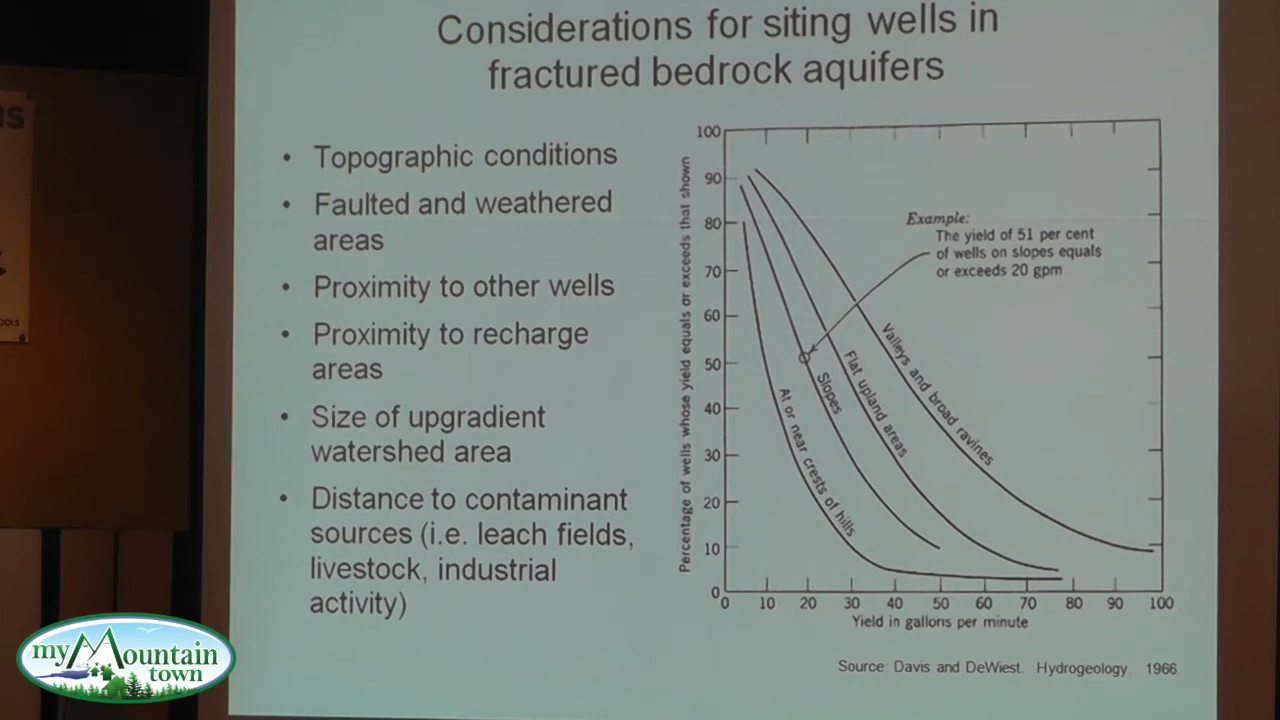 Considerations for siting wells in
fractured bedrock aquifers
• Topographic conditions
• Faulted and weathered
areas
• Proximity to other wells
• Proximity to recharge
areas
• Size of upgradient
watershed area
• Distance to contaminant
sources (i.e. leach fields,
livestock, industrial
activity)
Percentage of wells whose yield equals or exceeds that shown
100
90
80
70
60
50
40
30
20
10
0
Example:
The yield of 51 per cent
of wells on slopes equals
or exceeds 20 gpm
Valleys and broad ravines
Flat upland areas
Slopes
At or near crests of hills
0 10 20 30 40 50 60 70 80 90 100
Yield in gallons per minute
Source: Davis and DeWiest. Hydrogeology. 1966.
my Mountain
town